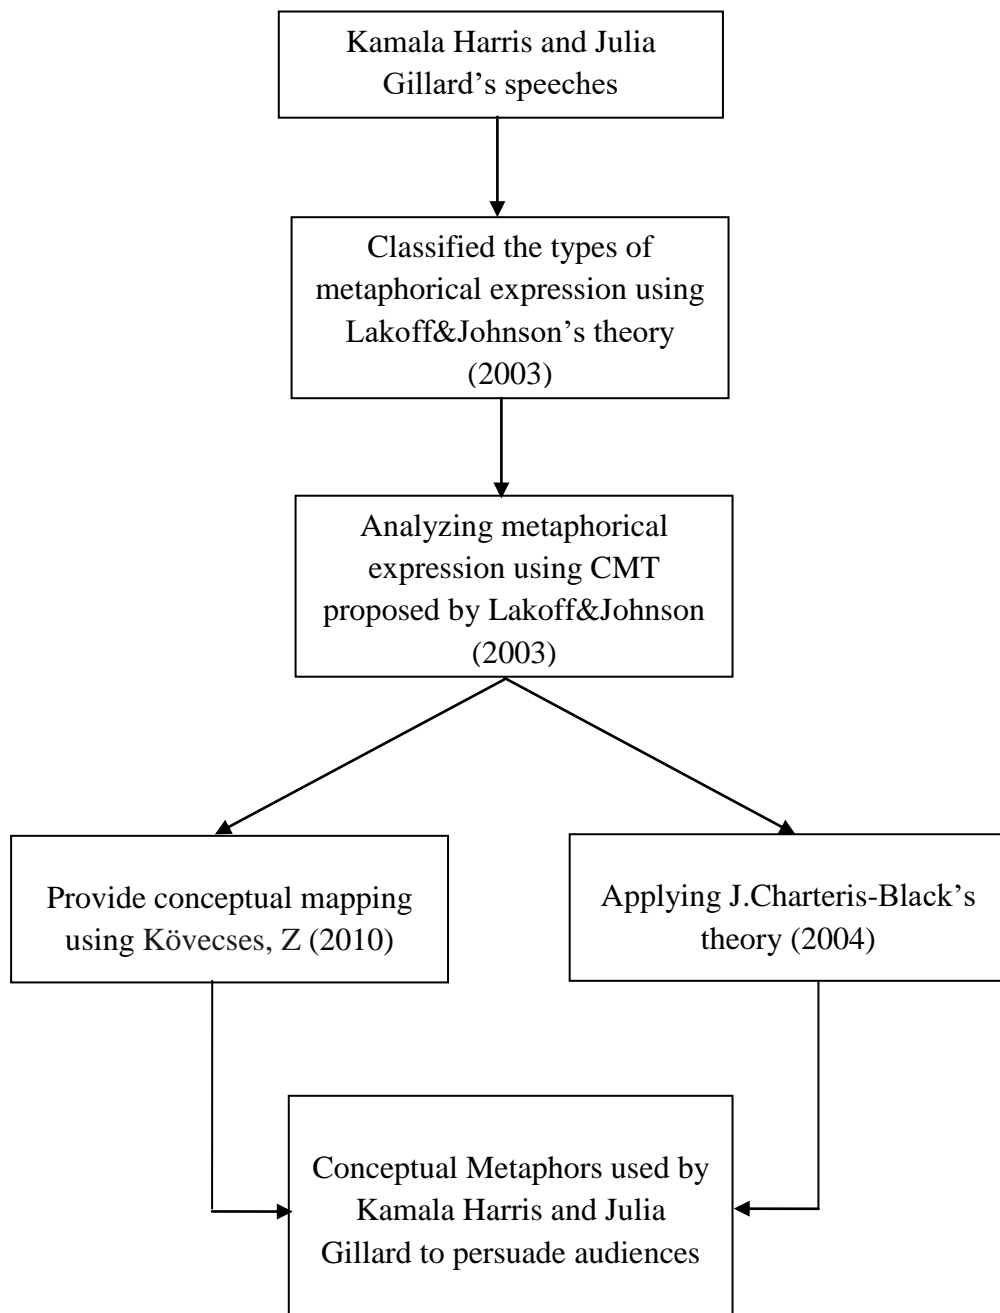 Kamala Harris and Julia
Gillard’s speeches
Classified the types of
metaphorical expression using
Lakoff&Johnson’s theory
(2003)
Analyzing metaphorical
expression using CMT
proposed by Lakoff&Johnson
(2003)
Provide conceptual mapping
using Kövecses, Z (2010)
Applying J.Charteris-Black’s
theory (2004)
Conceptual Metaphors used by
Kamala Harris and Julia
Gillard to persuade audiences